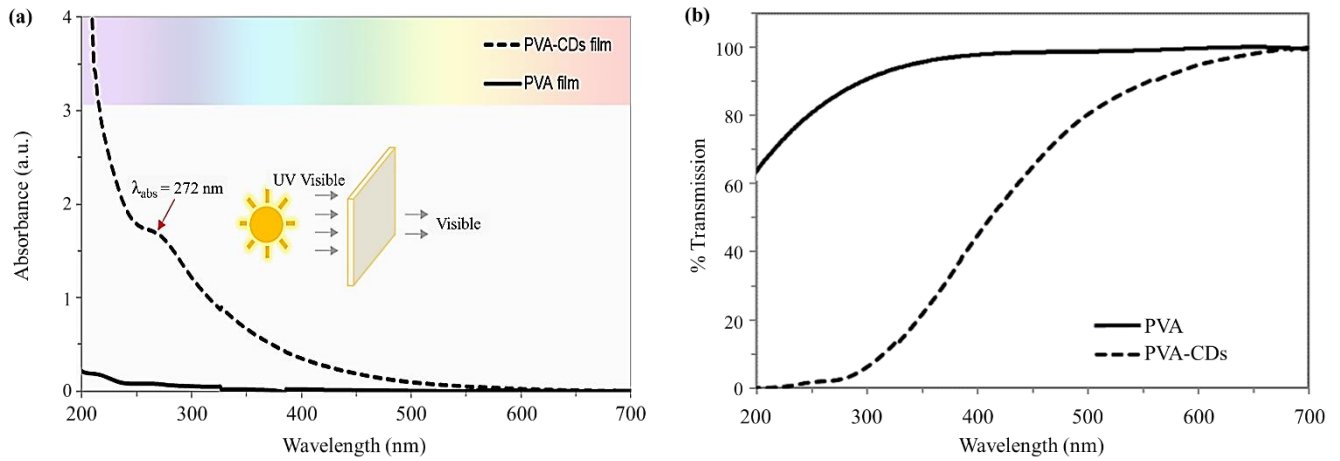 (a)
4
3
2
1
0
Absorbance (a.u.)
PVA-CDs film
PVA film
λabs = 272 nm
UV Visible
Visible
200 300 400 500 600 700
Wavelength (nm)
(b)
100
80
60
40
20
0
% Transmission
PVA
PVA-CDs
200 300 400 500 600 700
Wavelength (nm)